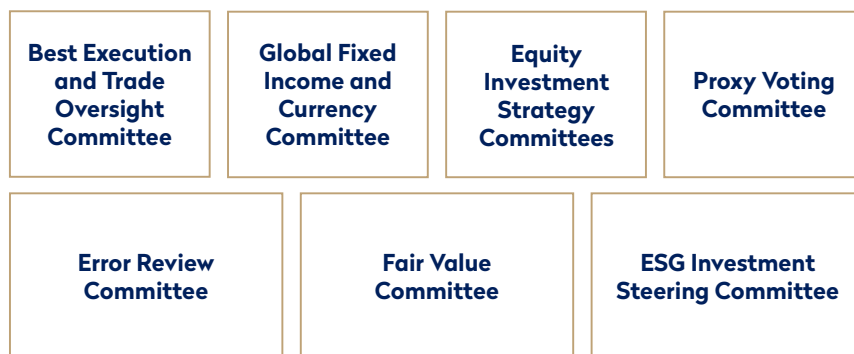 Best Execution
and Trade
Oversight
Committee
Global Fixed
Income and
Currency
Committee
Equity
Investment
Strategy
Committees
Proxy Voting
Committee
Error Review
Committee
Fair Value
Committee
ESG Investment
Steering Committee